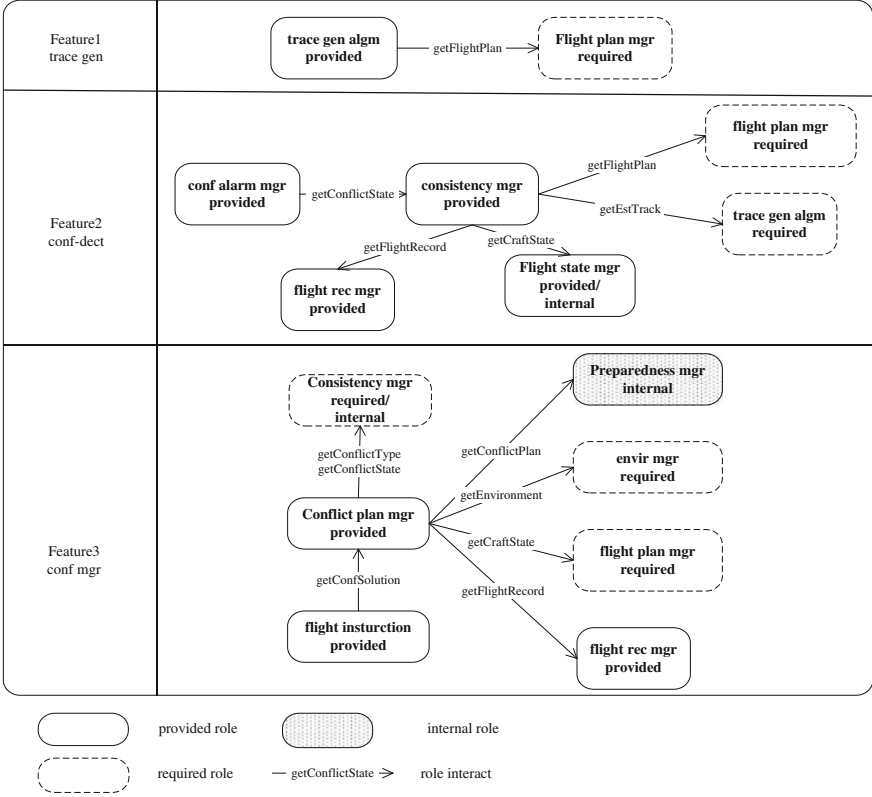 Feature1
trace gen
trace gen algm
provided
getFlightPlan
Flight plan mgr
required
Feature2
conf-dect
conf alarm mgr
provided
getConflictState
consistency mgr
provided
getFlightPlan
flight plan mgr
required
getEstTrack
trace gen algm
required
getFlightRecord
getCraftState
flight rec mgr
provided
Flight state mgr
provided/
internal
Feature3
conf mgr
Consistency mgr
required/
internal
getConflictType
getConflictState
Conflict plan mgr
provided
getConfSolution
flight insturction
provided
getConflictPlan
Preparedness mgr
internal
getEnvironment
envir mgr
required
getCraftState
flight plan mgr
required
getFlightRecord
flight rec mgr
provided
provided role
internal role
required role
getConflictState
role interact